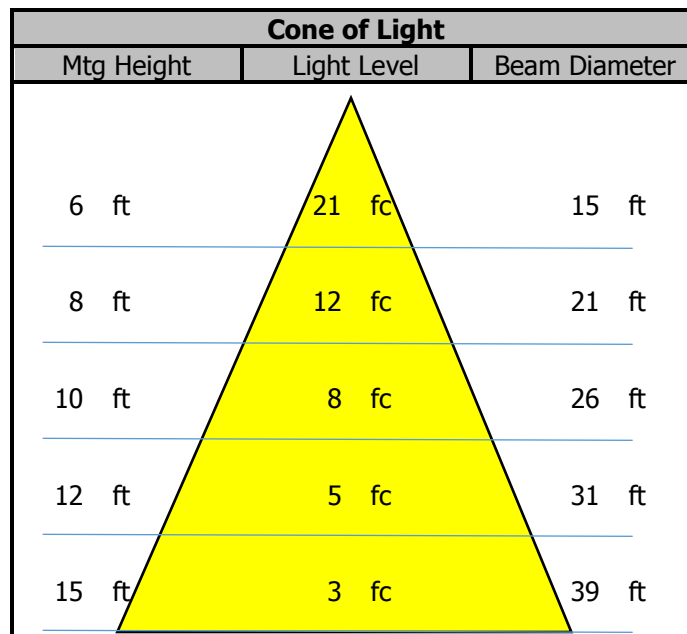 Cone of Light
Mtg Height Light Level Beam Diameter
6 ft 21 fc 15 ft
8 ft 12 fc 21 ft
10 ft 8 fc 26 ft
12 ft 5 fc 31 ft
15 ft 3 fc 39 ft